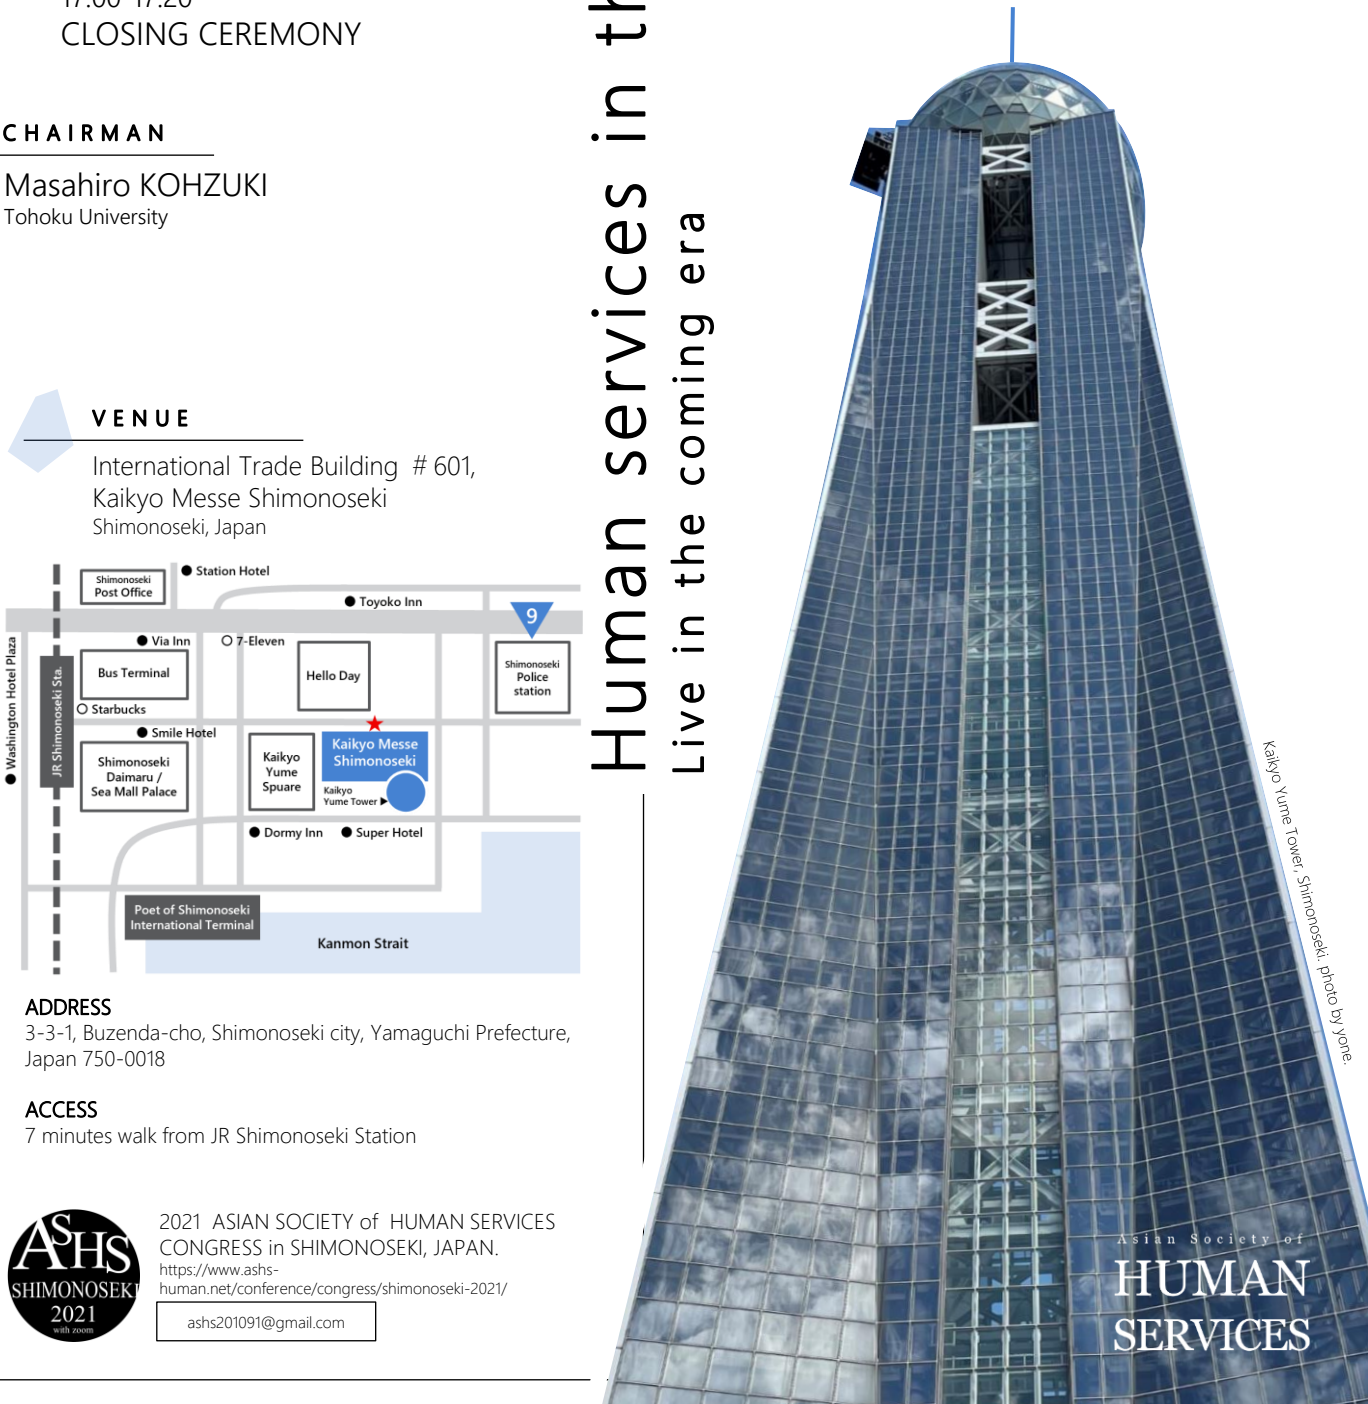 CLOSING CEREMONY
CHAIRMAN
Masahiro KOHZUKI
Tohoku University
VENUE
International Trade Building # 601,
Kaikyo Messe Shimonoseki
Shimonoseki, Japan
Shimonoseki
Post Office
Station Hotel
Toyoko Inn
9
Via Inn
7-Eleven
Washington Hotel Plaza
JR Shimonoseki Sta.
Bus Terminal
Hello Day
Shimonoseki
Police
station
Starbucks
Smile Hotel
Shimonoseki
Daimaru /
Sea Mall Palace
Kaikyo
Yume
Spuare
Kaikyo Messe
Shimonoseki
Kaikyo
Yume Tower ▶
Dormy Inn
Super Hotel
Poet of Shimonoseki
International Terminal
Kanmon Strait
ADDRESS
3-3-1, Buzenda-cho, Shimonoseki city, Yamaguchi Prefecture,
Japan 750-0018
ACCESS
7 minutes walk from JR Shimonoseki Station
ASHS
SHIMONOSEKI
2021
with zoom
2021 ASIAN SOCIETY of HUMAN SERVICES
CONGRESS in SHIMONOSEKI, JAPAN.
https://www.ashs-
human.net/conference/congress/shimonoseki-2021/
ashs201091@gmail.com
Human services in
Live in the coming era
Kaikyo Yume Tower, Shimonoseki. photo by yone.
Asian Society of
HUMAN
SERVICES